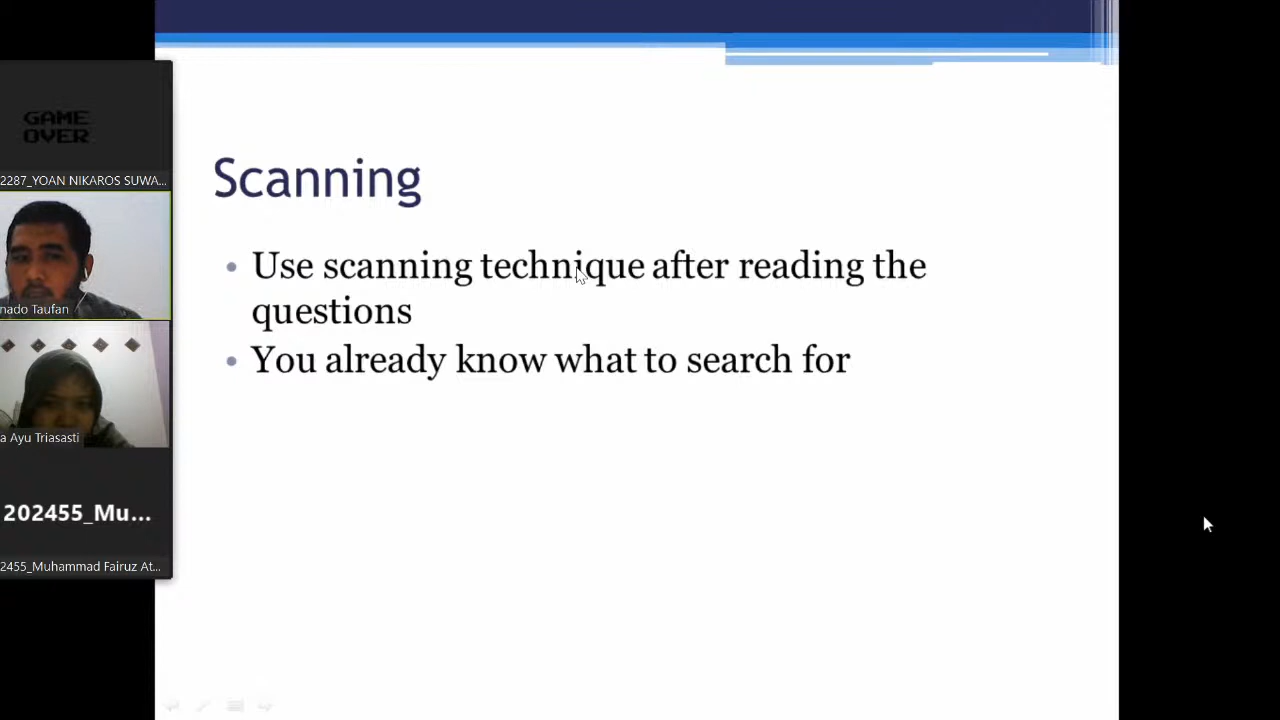 GAME
OVER
2287_YOAN NIKAROS SUWA...
nado Taufan
a Ayu Triasasti
202455_Mu...
2455_Muhammad Fairuz At...
Scanning
• Use scanning technique after reading the
questions
• You already know what to search for